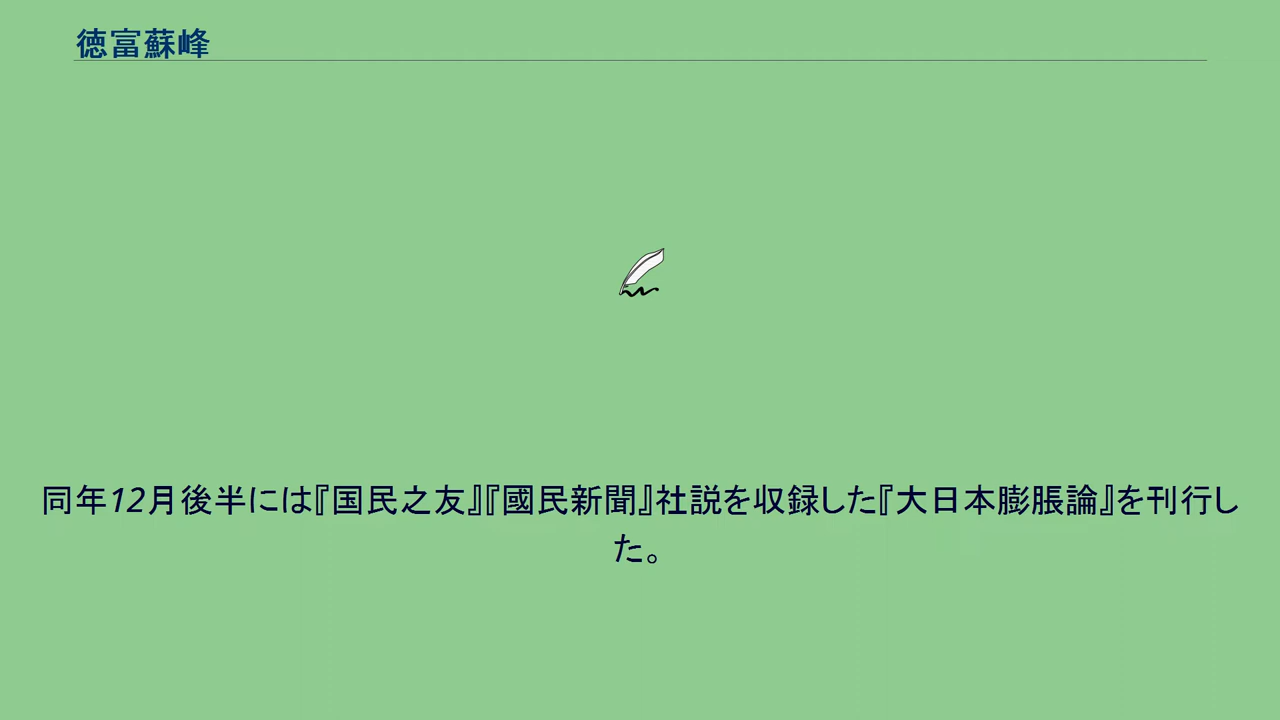 徳富蘇峰
同年12月後半には『国民之友』『國民新聞』社説を収録した『大日本膨脹論』を刊行し
た。